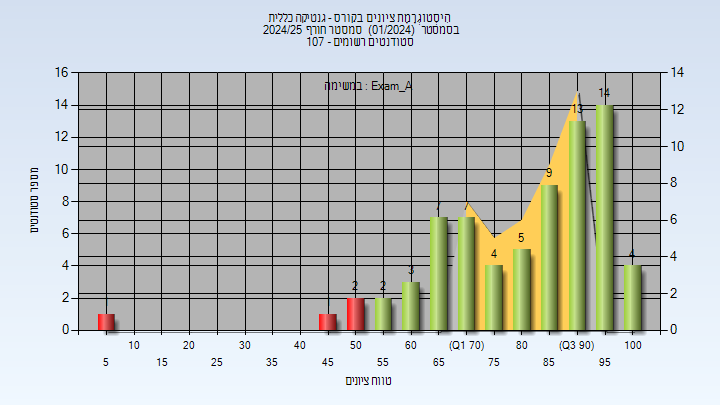 היסטוגרמת ציונים בקורס - גנטיקה כללית
בסמסטר (01/2024) סמסטר חורף 2024/25
סטודנטים רשומים - 107
במשימה : Exam_A
מספר סטודנטים
16 14
14 12
12 10
10 8
8 6
6 4
4 2
2 0
0
2 2 3 7 7 4 5 9 13 14 4
10 20 30 40 50 60 (Q1 70) 80 (Q3 90) 100
5 15 25 35 45 55 65 75 85 95
טווח ציונים